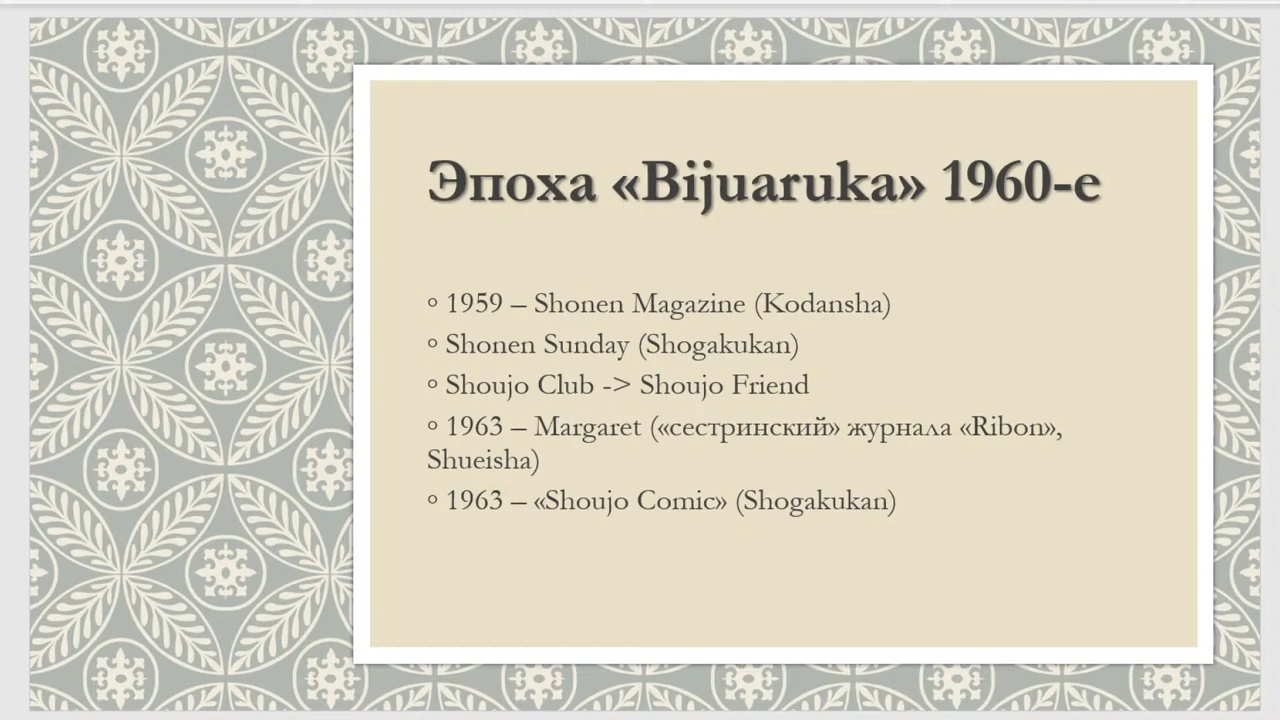 Эпоха «Bijuaruka» 1960-е
° 1959 – Shonen Magazine (Kodansha)
° Shonen Sunday (Shogakukan)
° Shoujo Club -> Shoujo Friend
° 1963 – Margaret («сестринский» журнала «Ribon»,
Shueisha)
° 1963 – «Shoujo Comic» (Shogakukan)